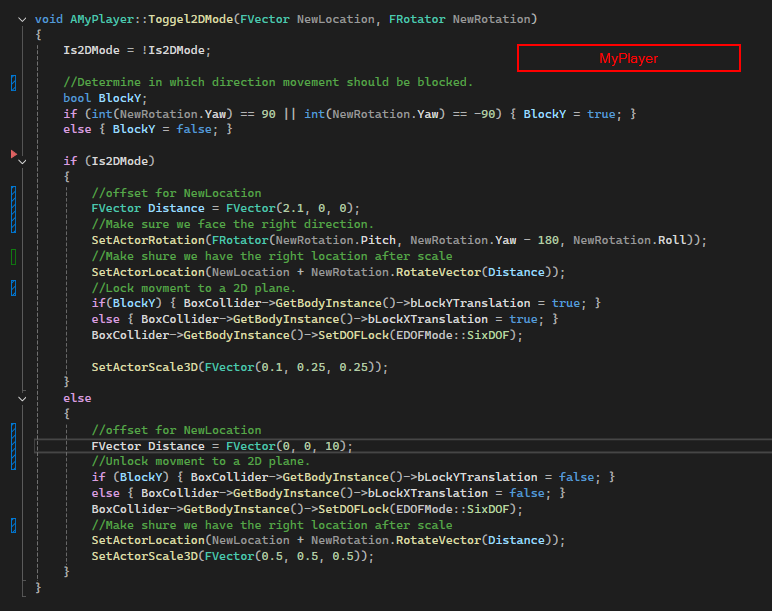 void AMyPlayer::Toggel2DMode(FVector NewLocation, FRotator NewRotation)
{
Is2DMode = !Is2DMode;
MyPlayer
//Determine in which direction movement should be blocked.
bool BlockY;
if (int(NewRotation.Yaw) == 90 || int(NewRotation.Yaw) == -90) { BlockY = true; }
else { BlockY = false; }
if (Is2DMode)
{
//offset for NewLocation
FVector Distance = FVector(2.1, 0, 0);
//Make sure we face the right direction.
SetActorRotation(FRotator(NewRotation.Pitch, NewRotation.Yaw - 180, NewRotation.Roll));
//Make shure we have the right location after scale
SetActorLocation(NewLocation + NewRotation.RotateVector(Distance));
//Lock movment to a 2D plane.
if(BlockY) { BoxCollider->GetBodyInstance()->bLockYTranslation = true; }
else { BoxCollider->GetBodyInstance()->bLockXTranslation = true; }
BoxCollider->GetBodyInstance()->SetDOFLock(EDOFMode::SixDOF);
SetActorScale3D(FVector(0.1, 0.25, 0.25));
}
else
{
//offset for NewLocation
FVector Distance = FVector(0, 0, 10);
//Unlock movment to a 2D plane.
if (BlockY) { BoxCollider->GetBodyInstance()->bLockYTranslation = false; }
else { BoxCollider->GetBodyInstance()->bLockXTranslation = false; }
BoxCollider->GetBodyInstance()->SetDOFLock(EDOFMode::SixDOF);
//Make shure we have the right location after scale
SetActorLocation(NewLocation + NewRotation.RotateVector(Distance));
SetActorScale3D(FVector(0.5, 0.5, 0.5));
}
}